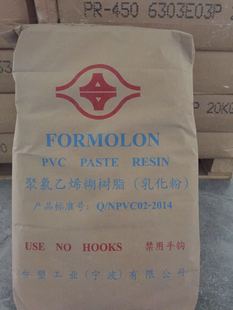 PR-450 6303E03P
20KG
FORMOLON
PVC PASTE RESIN
聚氯乙烯糊树脂（乳化粉）
产品标准号：Q/NPVC02-2014
USE NO HOOKS 禁用手钩
台塑工业（宁波）有限公司